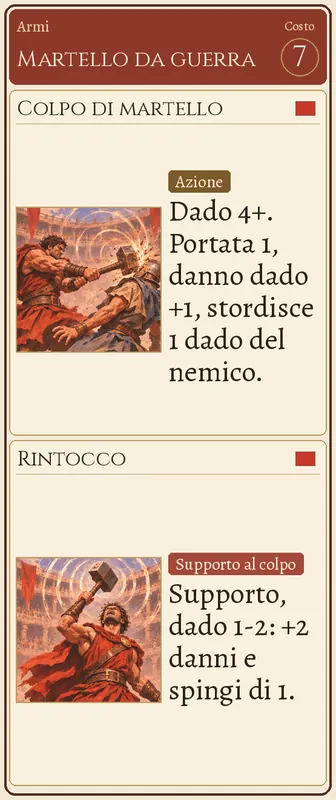 Armi
Costo
Martello da guerra
7
Colpo di martello
Azione
Dado 4+.
Portata 1,
danno dado
+1, stordisce
1 dado del
nemico.
Rintocco
Supporto al colpo
Supporto,
dado 1-2: +2
danni e
spingi di 1.